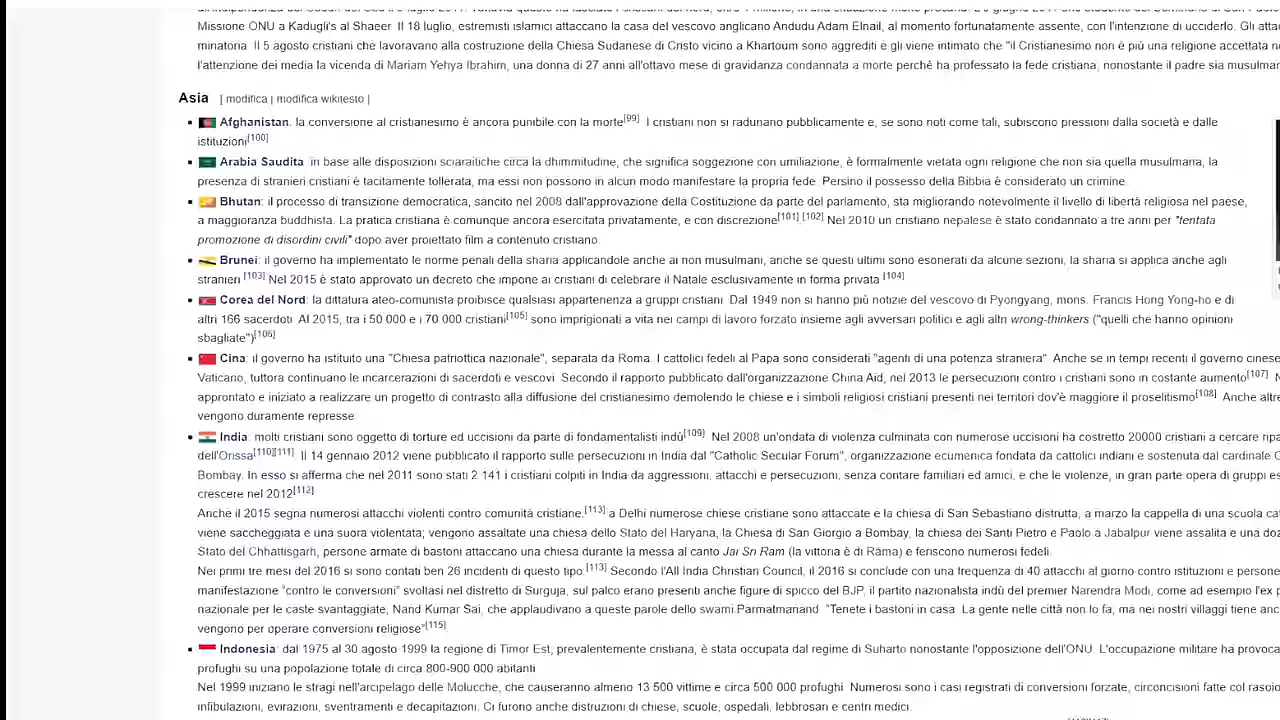 Missione ONU a Kadugli's al Shaeer. Il 18 luglio, estremisti islamici attaccano la casa del vescovo anglicano Andudu Adam Elnail, al momento fortunatamente assente, con l'intenzione di ucciderlo. Gli
minatoria. Il 5 agosto cristiani che lavoravano alla costruzione della Chiesa Sudanese di Cristo vicino a Khartoum sono aggrediti e gli viene intimato che "il Cristianesimo non è più una religione accettata
l'attenzione dei media la vicenda di Mariam Yehya Ibrahim, una donna di 27 anni all'ottavo mese di gravidanza condannata a morte perché ha professato la fede cristiana, nonostante il padre sia
Asia [ modifica | modifica wikitesto ]
Afghanistan: la conversione al cristianesimo è ancora punibile con la morte[99]. I cristiani non si radunano pubblicamente e, se sono noti come tali, subiscono pressioni dalla società e dalle
istituzioni[100]
Arabia Saudita: in base alle disposizioni sciaraitiche circa la dhimmitudine, che significa soggezione con umiliazione, è formalmente vietata ogni religione che non sia quella musulmana, la
presenza di stranieri cristiani è tacitamente tollerata, ma essi non possono in alcun modo manifestare la propria fede. Persino il possesso della Bibbia è considerato un crimine.
Bhutan: il processo di transizione democratica, sancito nel 2008 dall'approvazione della Costituzione da parte del parlamento, sta migliorando notevolmente il livello di libertà religiosa nel paese,
a maggioranza buddhista. La pratica cristiana è comunque ancora esercitata privatamente, e con discrezione[101],[102] Nel 2010 un cristiano nepalese è stato condannato a tre anni per "tentata
promozione di disordini civili" dopo aver proiettato film a contenuto cristiano.
Brunei: il governo ha implementato le norme penali della sharia applicandole anche ai non musulmani, anche se questi ultimi sono esonerati da alcune sezioni, la sharia si applica anche agli
stranieri [103] Nel 2015 è stato approvato un decreto che impone ai cristiani di celebrare il Natale esclusivamente in forma privata [104]
Corea del Nord: la dittatura ateo-comunista proibisce qualsiasi appartenenza a gruppi cristiani. Dal 1949 non si hanno più notizie del vescovo di Pyongyang, mons. Francis Hong Yong-ho e di
altri 166 sacerdoti. Al 2015, tra i 50.000 e i 70 000 cristiani[105] sono imprigionati a vita nei campi di lavoro forzato insieme agli avversari politici e agli altri wrong-thinkers ("quelli che hanno opinioni
sbagliate")[106]
Cina: il governo ha istituito una "Chiesa patriottica nazionale", separata da Roma. I cattolici fedeli al Papa sono considerati "agenti di una potenza straniera". Anche se in tempi recenti il governo cinese
Vaticano, tuttora continuano le incarcerazioni di sacerdoti e vescovi. Secondo il rapporto pubblicato dall'organizzazione China Aid, nel 2013 le persecuzioni contro i cristiani sono in costante aumento[107]
approntato e iniziato a realizzare un progetto di contrasto alla diffusione del cristianesimo demolendo le chiese e i simboli religiosi cristiani presenti nei territori dov'è maggiore il proselitismo[108]. Anche
vengono duramente represse.
India: molti cristiani sono oggetto di torture ed uccisioni da parte di fondamentalisti indù[109]. Nel 2008 un'ondata di violenza culminata con numerose uccisioni ha costretto 20000 cristiani a cercare
dell'Orissa[110][111]. Il 14 gennaio 2012 viene pubblicato il rapporto sulle persecuzioni in India dal "Catholic Secular Forum", organizzazione ecumenica fondata da cattolici indiani e sostenuta dal cardinale
Bombay. In esso si afferma che nel 2011 sono stati 2 141 i cristiani colpiti in India da aggressioni, attacchi e persecuzioni, senza contare familiari ed amici, e che le violenze, in gran parte opera di gruppi
crescere nel 2012[112]
Anche il 2015 segna numerosi attacchi violenti contro comunità cristiane.[113] a Delhi numerose chiese cristiane sono attaccate e la chiesa di San Sebastiano distrutta, a marzo la cappella di una scuola
viene saccheggiata e una suora violentata; vengono assaltate una chiesa dello Stato del Haryana, la Chiesa di San Giorgio a Bombay, la chiesa dei Santi Pietro e Paolo a Jabalpur viene assalita e una
Stato del Chhattisgarh, persone armate di bastoni attaccano una chiesa durante la messa al canto Jai Sri Ram (la vittoria è di Rāma) e feriscono numerosi fedeli.
Nei primi tre mesi del 2016 si sono contati ben 26 incidenti di questo tipo.[113] Secondo l'All India Christian Council, il 2016 si conclude con una frequenza di 40 attacchi al giorno contro istituzioni e persone
manifestazione "contro le conversioni" svoltasi nel distretto di Surguja, sul palco erano presenti anche figure di spicco del BJP, il partito nazionalista indù del premier Narendra Modi, come ad esempio l'ex
nazionale per le caste svantaggiate, Nand Kumar Sai, che applaudivano a queste parole dello swami.Parmatmanand. "Tenete i bastoni in casa. La gente nelle città non lo fa, ma nei nostri villaggi tiene
vengono per operare conversioni religiose"[115].
Indonesia: dal 1975 al 30 agosto 1999 la regione di Timor Est, prevalentemente cristiana, è stata occupata dal regime di Suharto nonostante l'opposizione dell'ONU. L'occupazione militare ha
profughi su una popolazione totale di circa 800-900 000 abitanti.
Nel 1999 iniziano le stragi nell'arcipelago delle Molucche, che causeranno almeno 13 500 vittime e circa 500 000 profughi. Numerosi sono i casi registrati di conversioni forzate, circoncisioni fatte col
infibulazioni, evirazioni, sventramenti e decapitazioni. Ci furono anche distruzioni di chiese, scuole, ospedali, lebbrosari e centri medici.